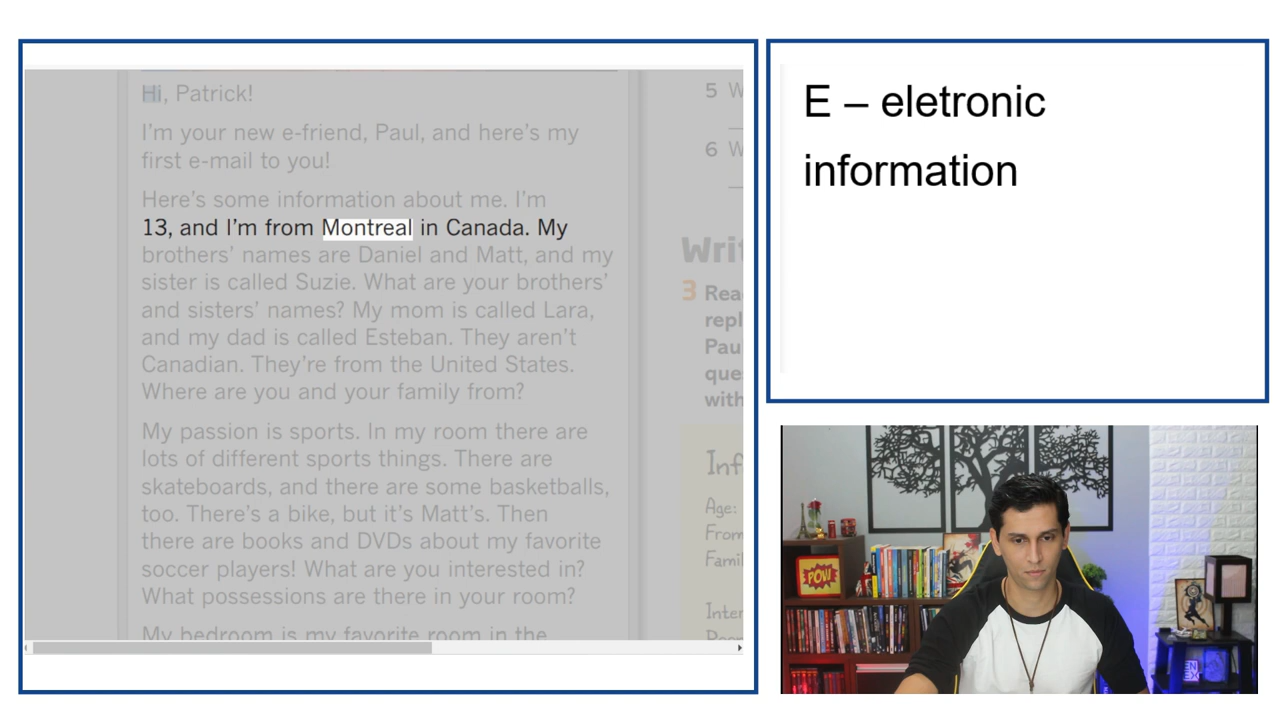 Hi, Patrick!
I'm your new e-friend, Paul, and here's my
first e-mail to you!
Here's some information about me. I'm
13, and I'm from Montreal in Canada. My
brothers' names are Daniel and Matt, and my
sister is called Suzie. What are your brothers'
and sisters' names? My mom is called Lara,
and my dad is called Esteban. They aren't
Canadian. They're from the United States.
Where are you and your family from?
My passion is sports. In my room there are
lots of different sports things. There are
skateboards, and there are some basketballs,
too. There's a bike, but it's Matt's. Then
there are books and DVDs about my favorite
soccer players! What are you interested in?
What possessions are there in your room?
My bedroom is my favorite room in the
5 W
6 W
Writ
3 Rea
repl
Pau
que
with
Inf
Age:
From
Famil
Inter
E – eletronic
information
POW